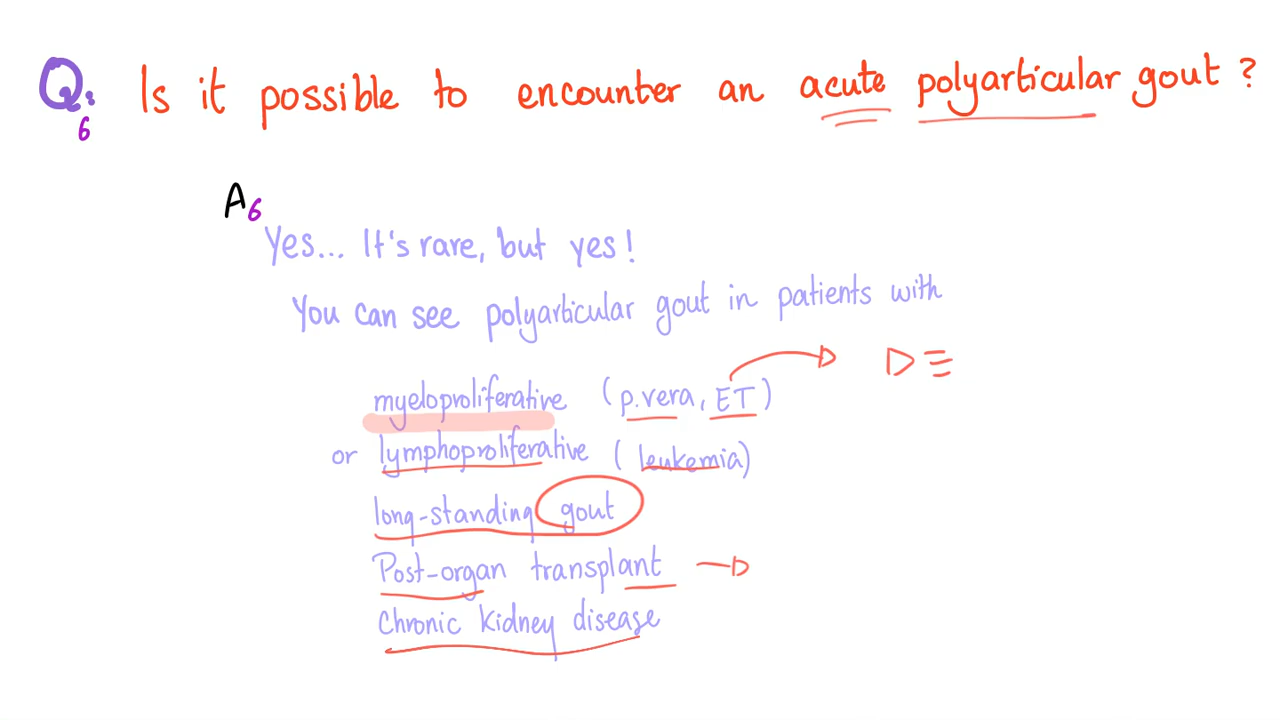 Q: Is it possible to encounter an acute polyarticular gout ?
6
A6
Yes... It's rare, but yes!
You can see polyarticular gout in patients with
myeloproliferative (p.vera, ET)
or lymphoproliferative (leukemia)
long-standing gout
Post-organ transplant
Chronic kidney disease